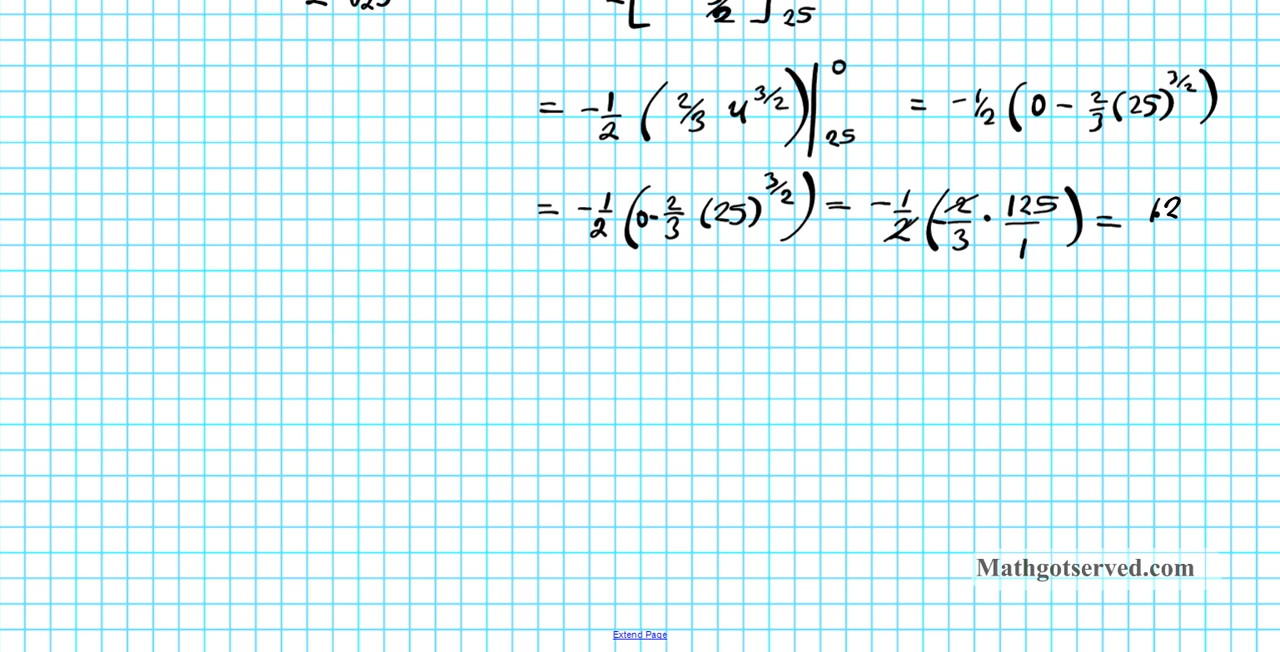 = -1/2 ( 2/3 u^3/2 ) |_25^0 = -1/2 ( 0 - 2/3 (25)^3/2 )
= -1/2 ( 0 - 2/3 (25)^3/2 ) = -1/2 ( -2/3 · 125/1 ) = 12
Mathgotserved.com
Extend Page